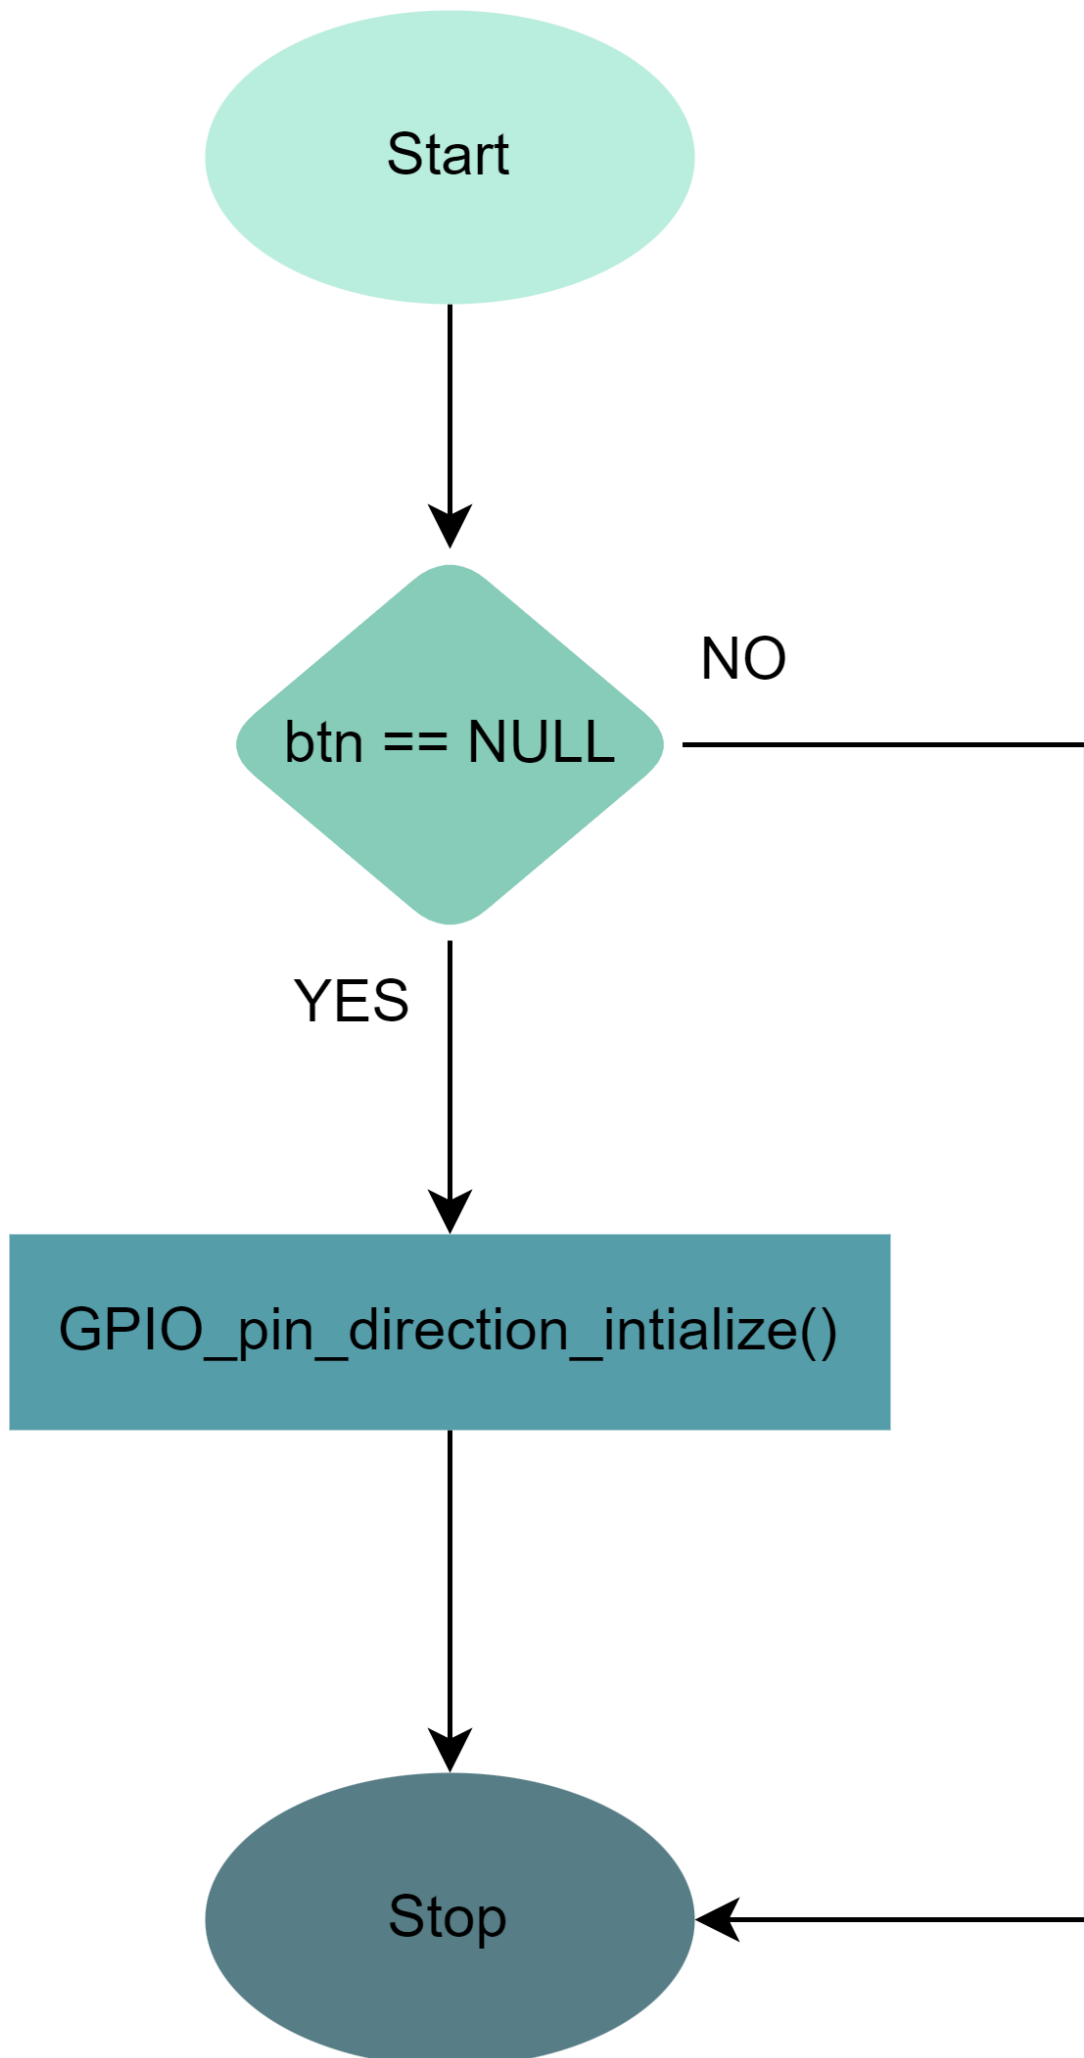 Start
btn == NULL
NO
YES
GPIO_pin_direction_intialize()
Stop